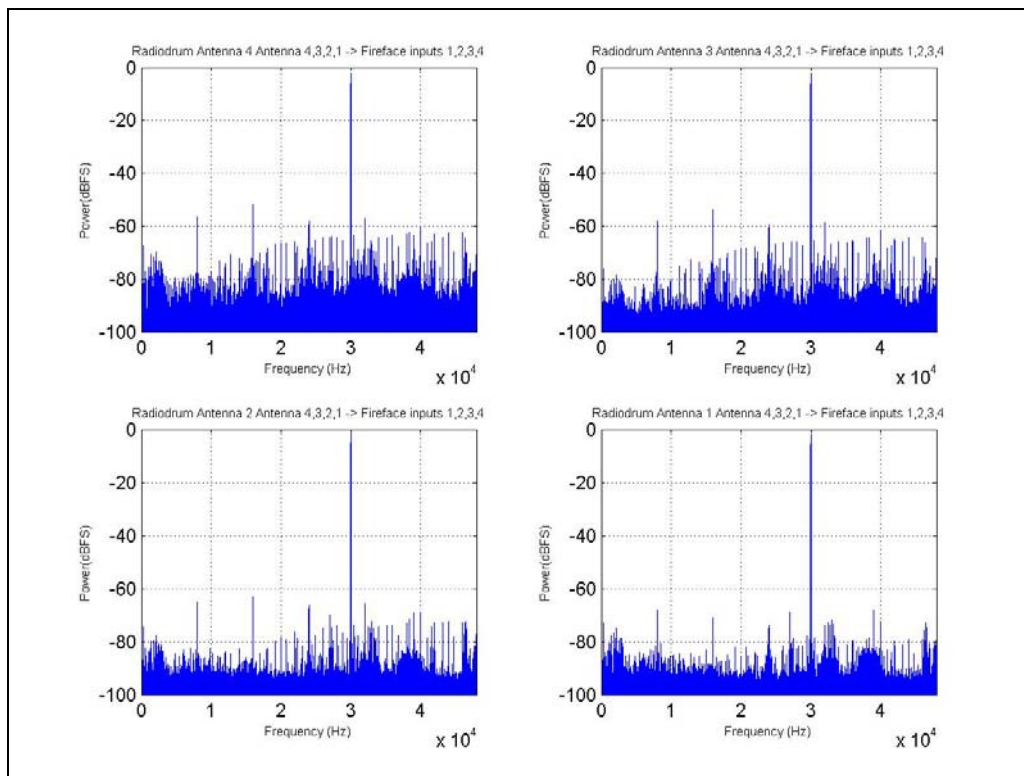 Radiodrum Antenna 4 Antenna 4,3,2,1 -> Fireface inputs 1,2,3,4
0
-20
-40
-60
-80
-100
Power(dBFS)
0 1 2 3 4
Frequency (Hz)
x 10^4
Radiodrum Antenna 3 Antenna 4,3,2,1 -> Fireface inputs 1,2,3,4
0
-20
-40
-60
-80
-100
Power(dBFS)
0 1 2 3 4
Frequency (Hz)
x 10^4
Radiodrum Antenna 2 Antenna 4,3,2,1 -> Fireface inputs 1,2,3,4
0
-20
-40
-60
-80
-100
Power(dBFS)
0 1 2 3 4
Frequency (Hz)
x 10^4
Radiodrum Antenna 1 Antenna 4,3,2,1 -> Fireface inputs 1,2,3,4
0
-20
-40
-60
-80
-100
Power(dBFS)
0 1 2 3 4
Frequency (Hz)
x 10^4